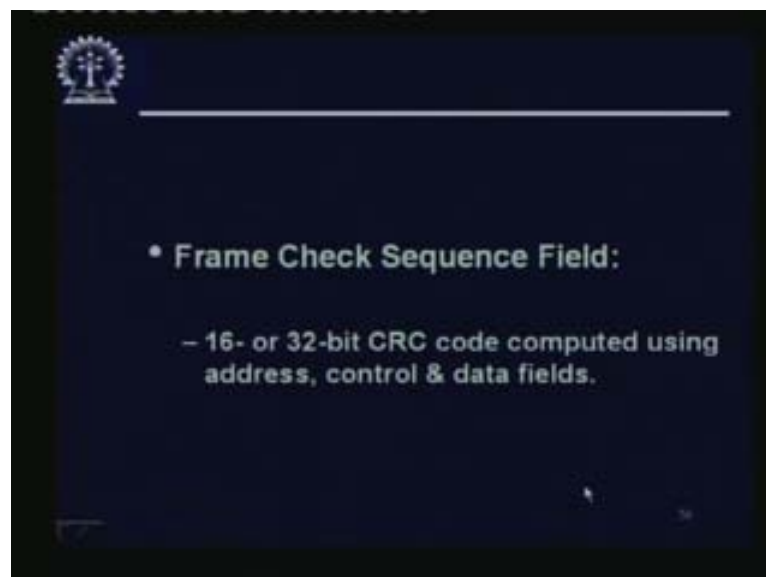 • Frame Check Sequence Field:
– 16- or 32-bit CRC code computed using
address, control & data fields.